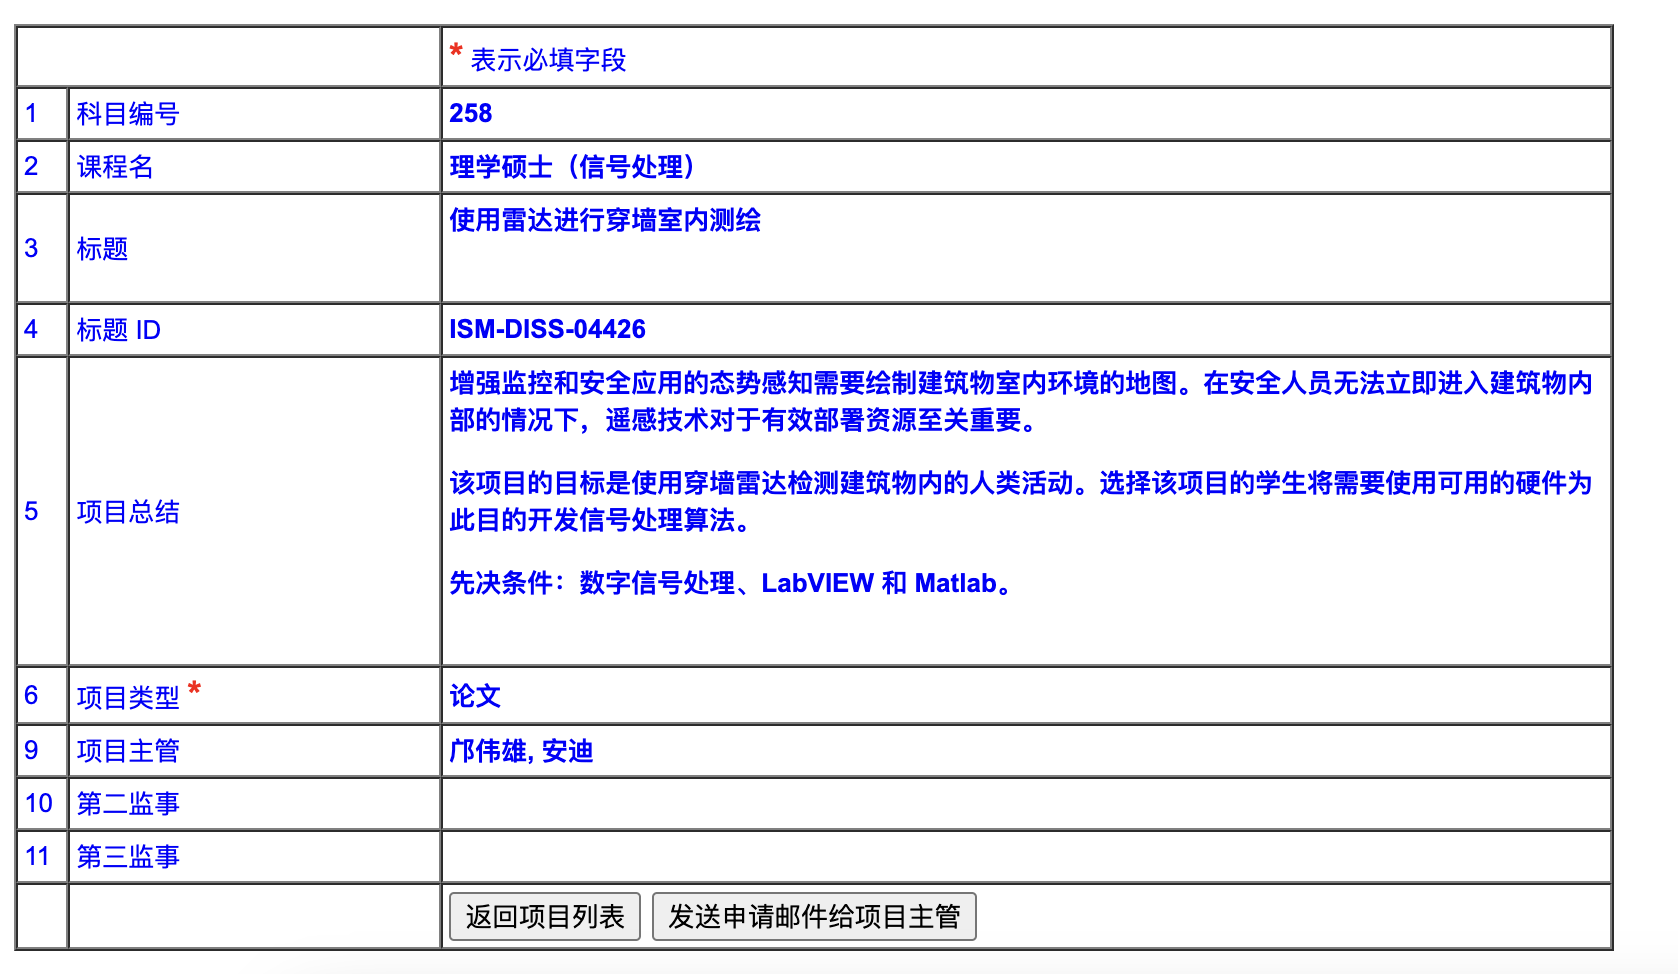 * 表示必填字段
1 科目编号 258
2 课程名 理学硕士（信号处理）
3 标题 使用雷达进行穿墙室内测绘
4 标题 ID ISM-DISS-04426
5 项目总结 增强监控和安全应用的态势感知需要绘制建筑物室内环境的地图。在安全人员无法立即进入建筑物内
部的情况下，遥感技术对于有效部署资源至关重要。
该项目的目标是使用穿墙雷达检测建筑物内的人类活动。选择该项目的学生将需要使用可用的硬件为
此目的开发信号处理算法。
先决条件：数字信号处理、LabVIEW 和 Matlab。
6 项目类型 * 论文
9 项目主管 邝伟雄, 安迪
10 第二监事
11 第三监事
返回项目列表 发送申请邮件给项目主管